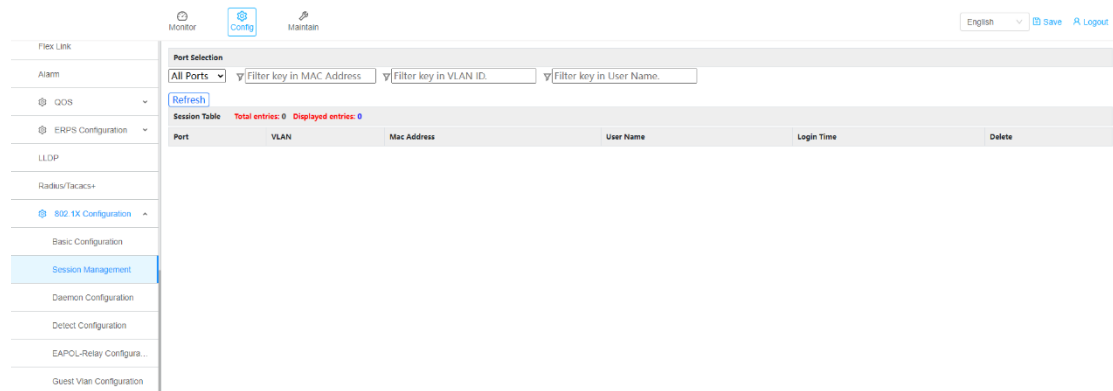 Monitor
Config
Maintain
English
Save
Logout
Flex Link
Alarm
QOS
ERPS Configuration
LLDP
Radius/Tacacs+
802.1X Configuration
Basic Configuration
Session Management
Daemon Configuration
Detect Configuration
EAPOL-Relay Configura...
Guest Vlan Configuration
Port Selection
All Ports Filter key in MAC Address Filter key in VLAN ID. Filter key in User Name.
Refresh
Session Table Total entries: 0 Displayed entries: 0
Port VLAN Mac Address User Name Login Time Delete